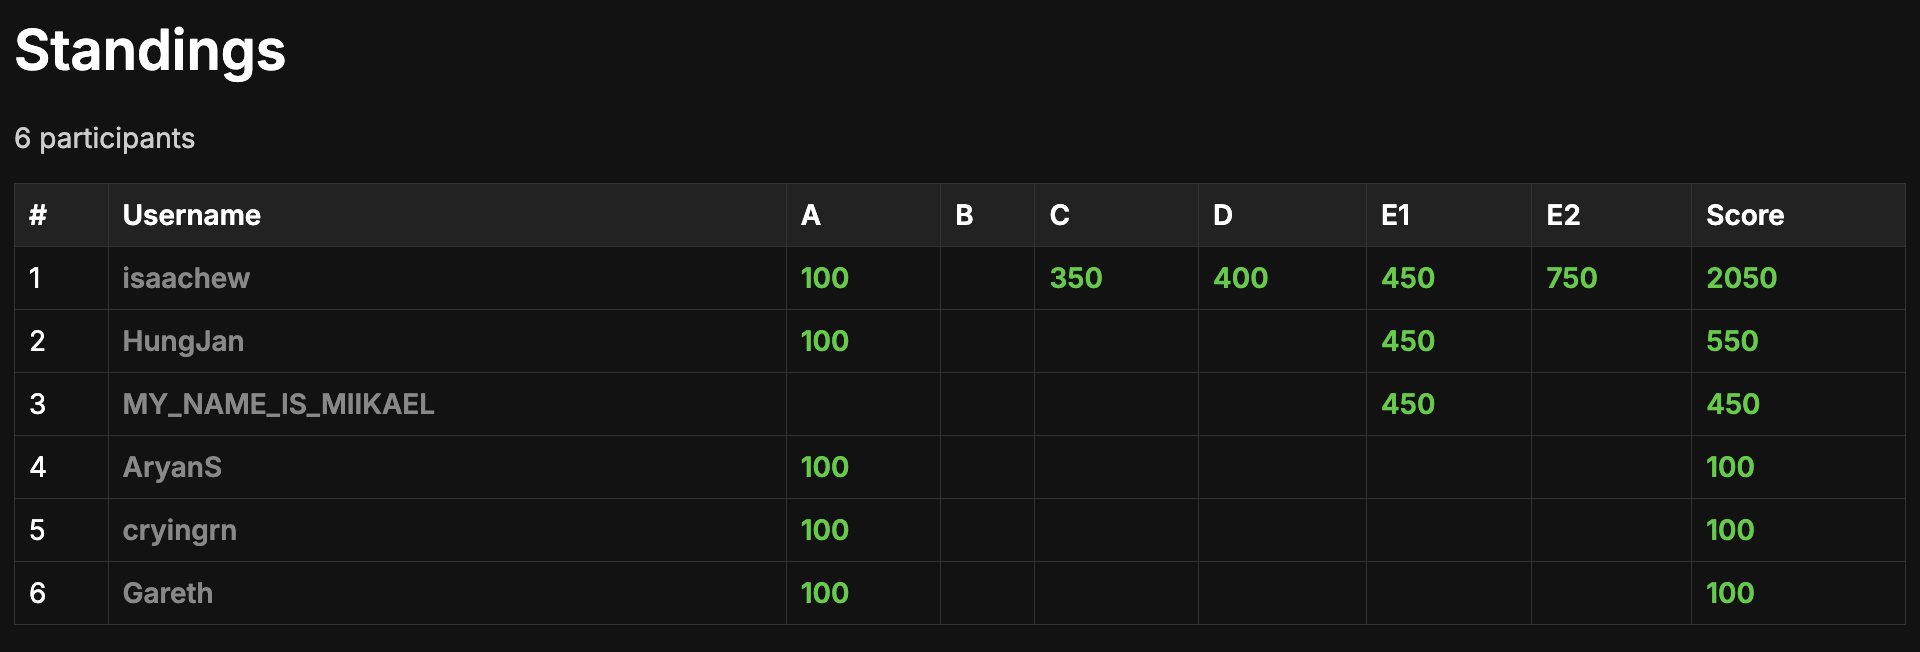 Standings
6 participants
# Username A B C D E1 E2 Score
1 isaachew 100 350 400 450 750 2050
2 HungJan 100 450 550
3 MY_NAME_IS_MIIKAEL 450 450
4 AryanS 100 100
5 cryingrn 100 100
6 Gareth 100 100